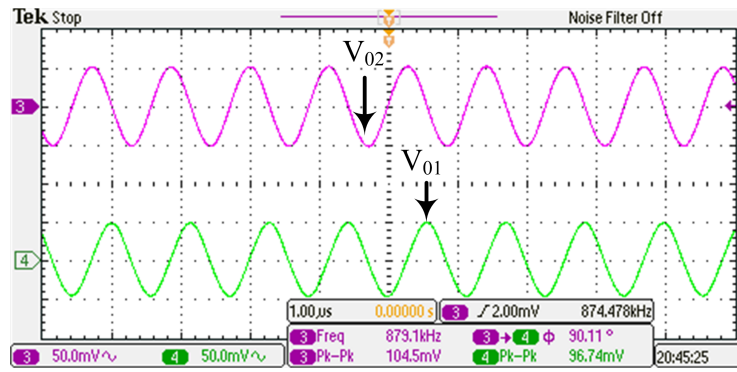 Tek Stop Noise Filter Off
V02
3
V01
4
1.00µs 0.00000 s 3 2.00mV 874.478kHz
3 Freq 879.1kHz 3→4 ϕ 90.11 °
3 Pk–Pk 104.5mV 4 Pk–Pk 96.74mV
3 50.0mV 4 50.0mV 20:45:25